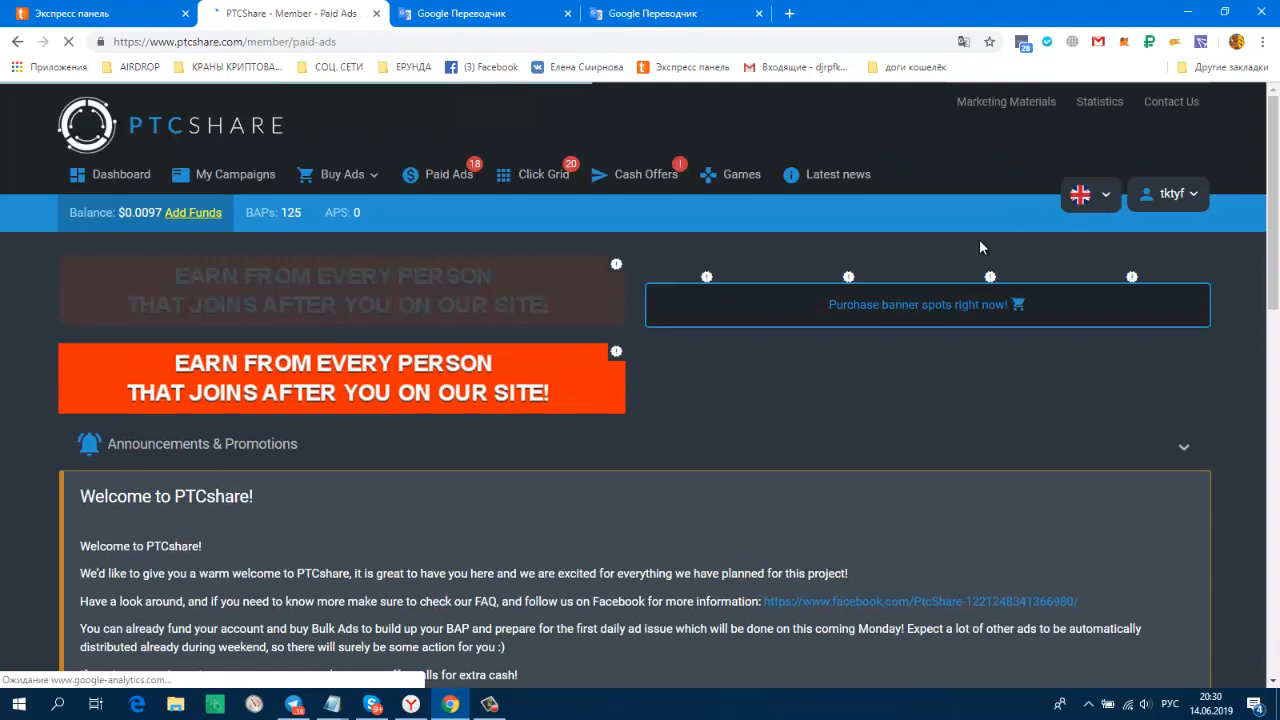 Экспресс панель
PTCShare - Member - Paid Ads
Google Переводчик
Google Переводчик
https://www.ptcshare.com/member/paid-ads
28
Приложения
AIRDROP
КРАНЫ КРИПТОВА...
СОЦ. СЕТИ
ЕРУНДА
(3) Facebook
Елена Смирнова
Экспресс панель
Входящие - djrpfk...
доги кошелёк
Другие закладки
PTCSHARE
Marketing Materials
Statistics
Contact Us
Dashboard
My Campaigns
Buy Ads
Paid Ads
18
Click Grid
20
Cash Offers
!
Games
Latest news
Balance: $0.0097 Add Funds
BAPs: 125
APS: 0
tktyf
EARN FROM EVERY PERSON
THAT JOINS AFTER YOU ON OUR SITE!
Purchase banner spots right now!
EARN FROM EVERY PERSON
THAT JOINS AFTER YOU ON OUR SITE!
Announcements & Promotions
Welcome to PTCshare!
Welcome to PTCshare!
We'd like to give you a warm welcome to PTCshare, it is great to have you here and we are excited for everything we have planned for this project!
Have a look around, and if you need to know more make sure to check our FAQ, and follow us on Facebook for more information: https://www.facebook.com/PtcShare-1221248341366980/
You can already fund your account and buy Bulk Ads to build up your BAP and prepare for the first daily ad issue which will be done on this coming Monday! Expect a lot of other ads to be automatically
distributed already during weekend, so there will surely be some action for you :)
alls for extra cash!
Ожидание www.google-analytics.com...
РУС
20:30
14.06.2019
4